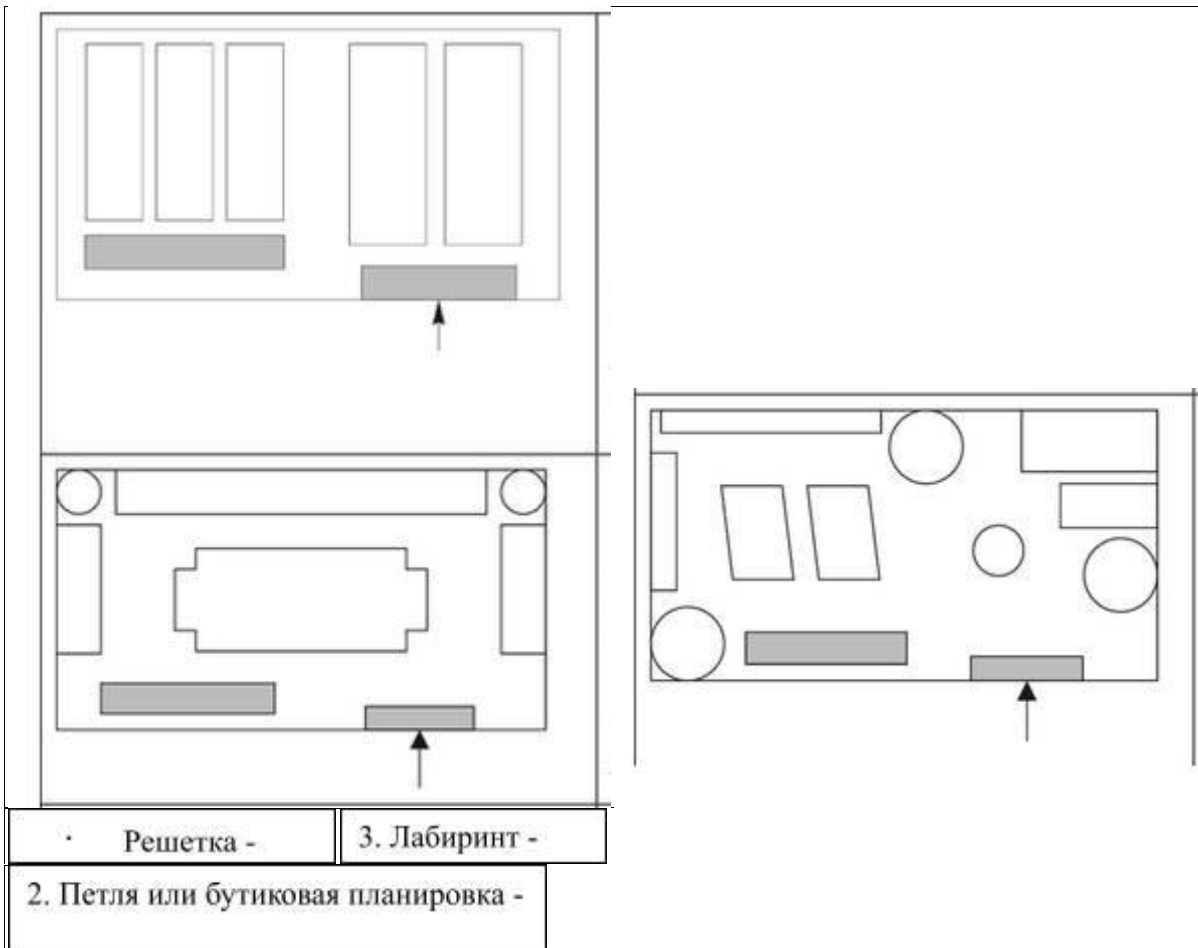 · Решетка -
3. Лабиринт -
2. Петля или бутиковая планировка -